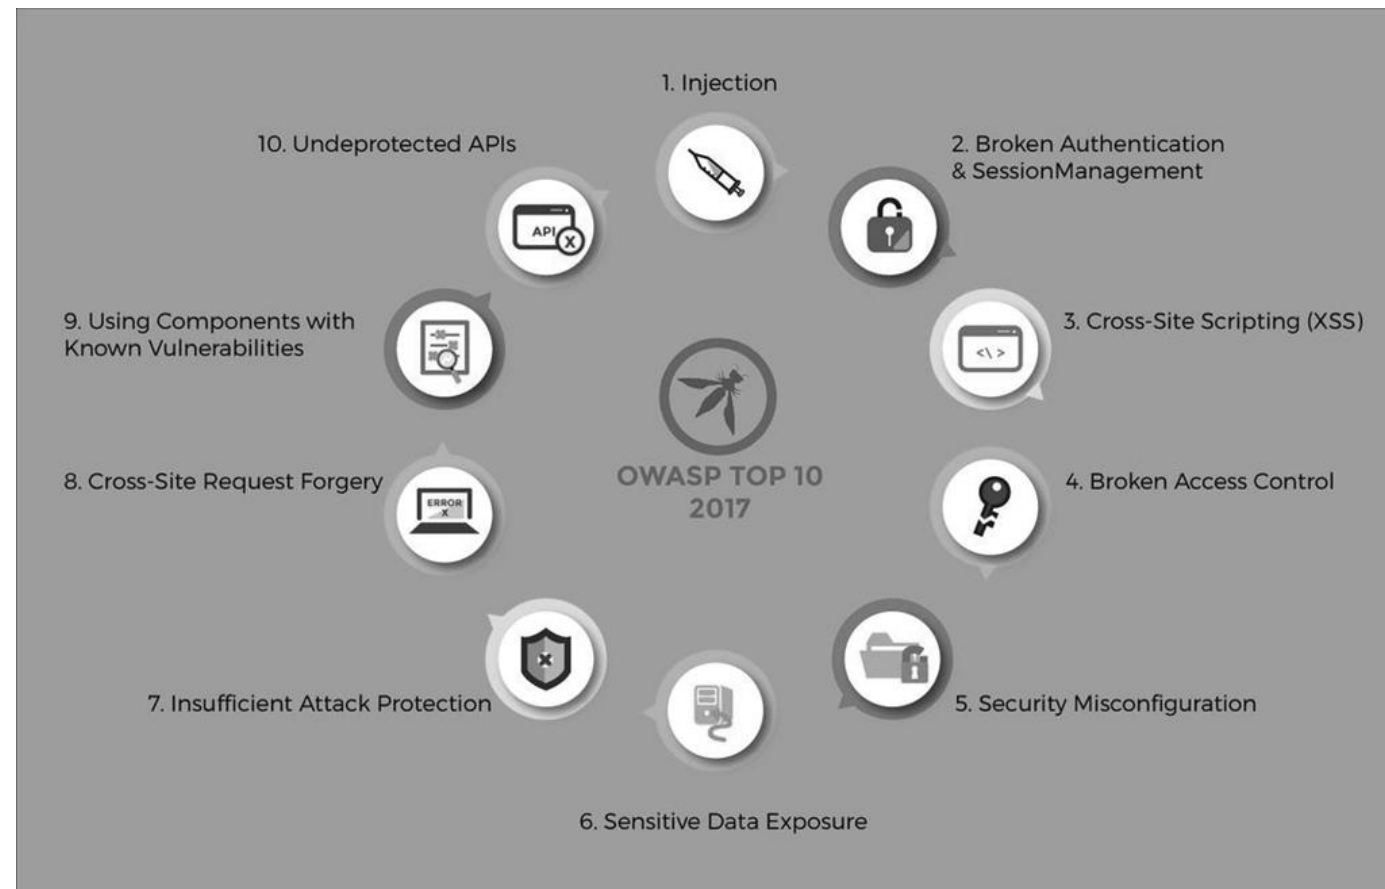 1. Injection
2. Broken Authentication
& SessionManagement
3. Cross-Site Scripting (XSS)
4. Broken Access Control
5. Security Misconfiguration
6. Sensitive Data Exposure
7. Insufficient Attack Protection
8. Cross-Site Request Forgery
9. Using Components with
Known Vulnerabilities
10. Undeprotected APIs
API
X
</>
ERROR
X
OWASP TOP 10
2017